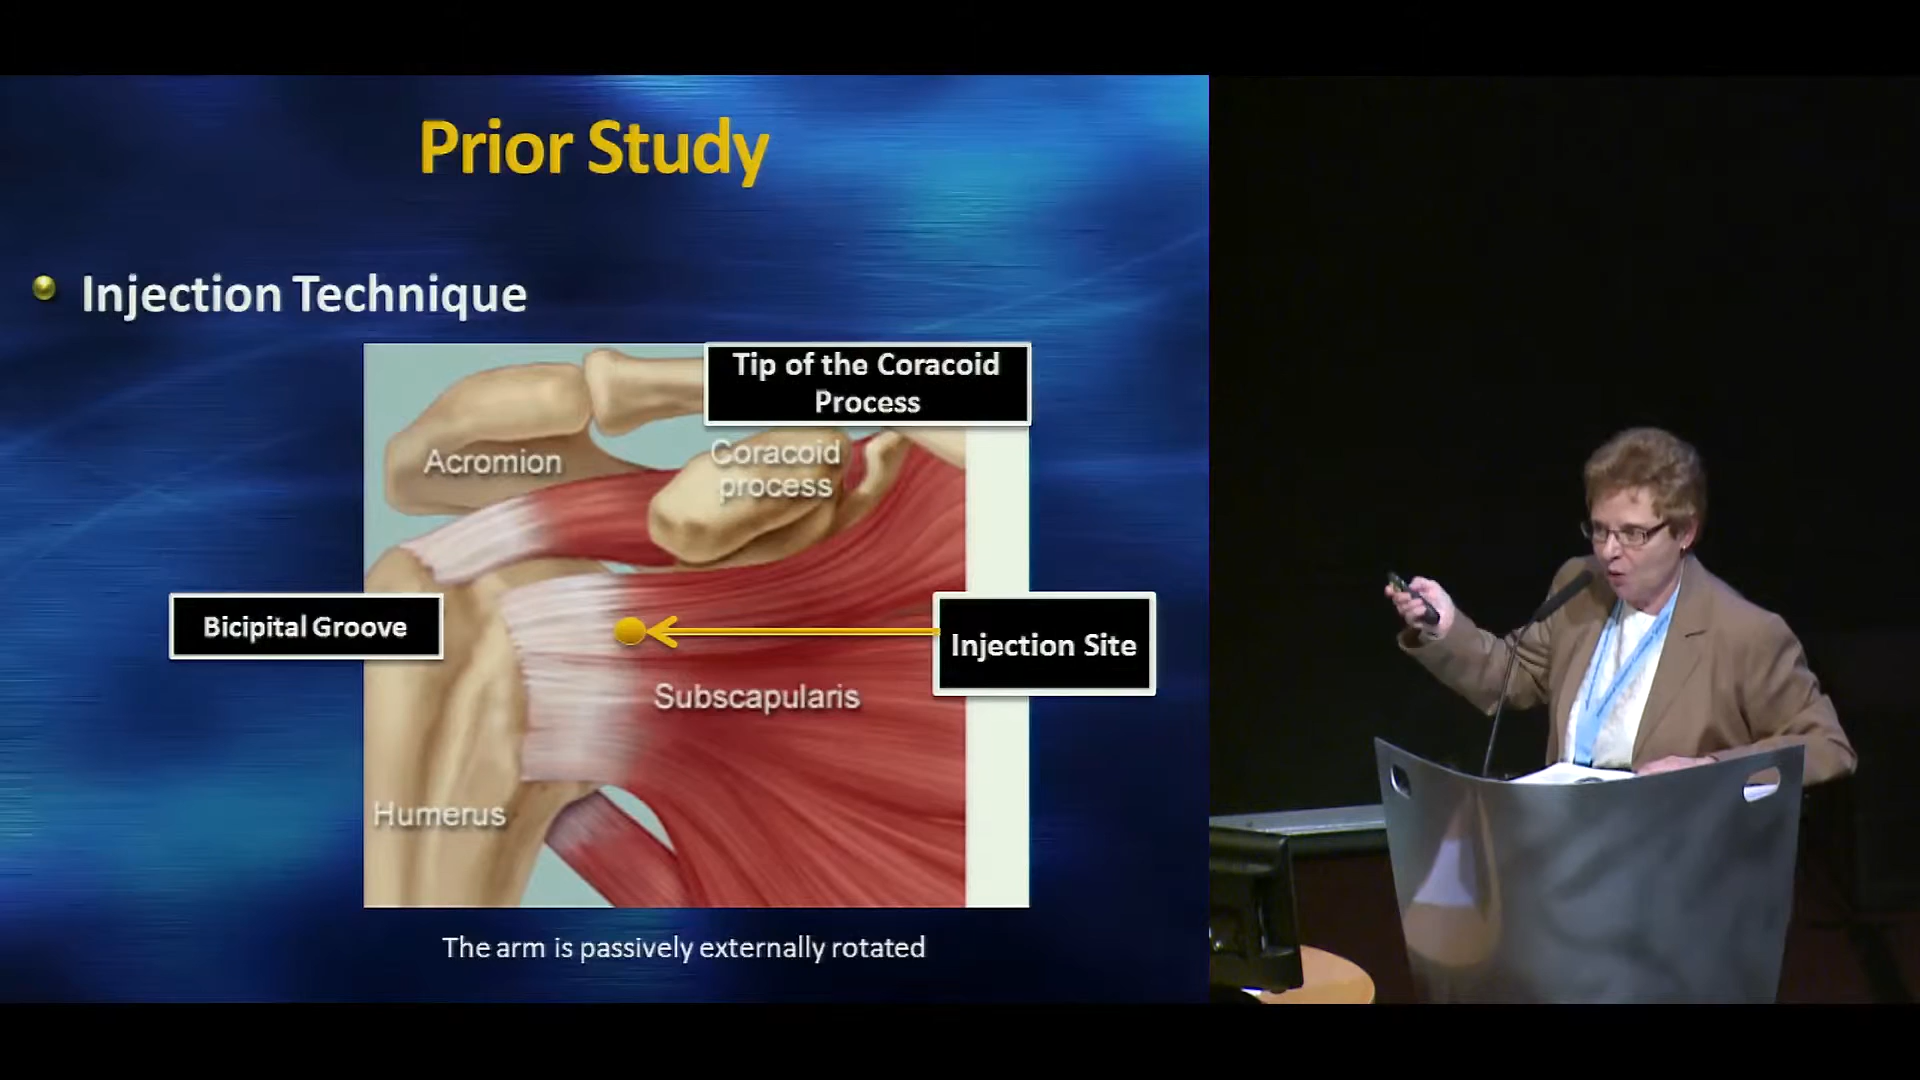 Prior Study
Injection Technique
Tip of the Coracoid
Process
Acromion
Coracoid
process
Bicipital Groove
Injection Site
Subscapularis
Humerus
The arm is passively externally rotated